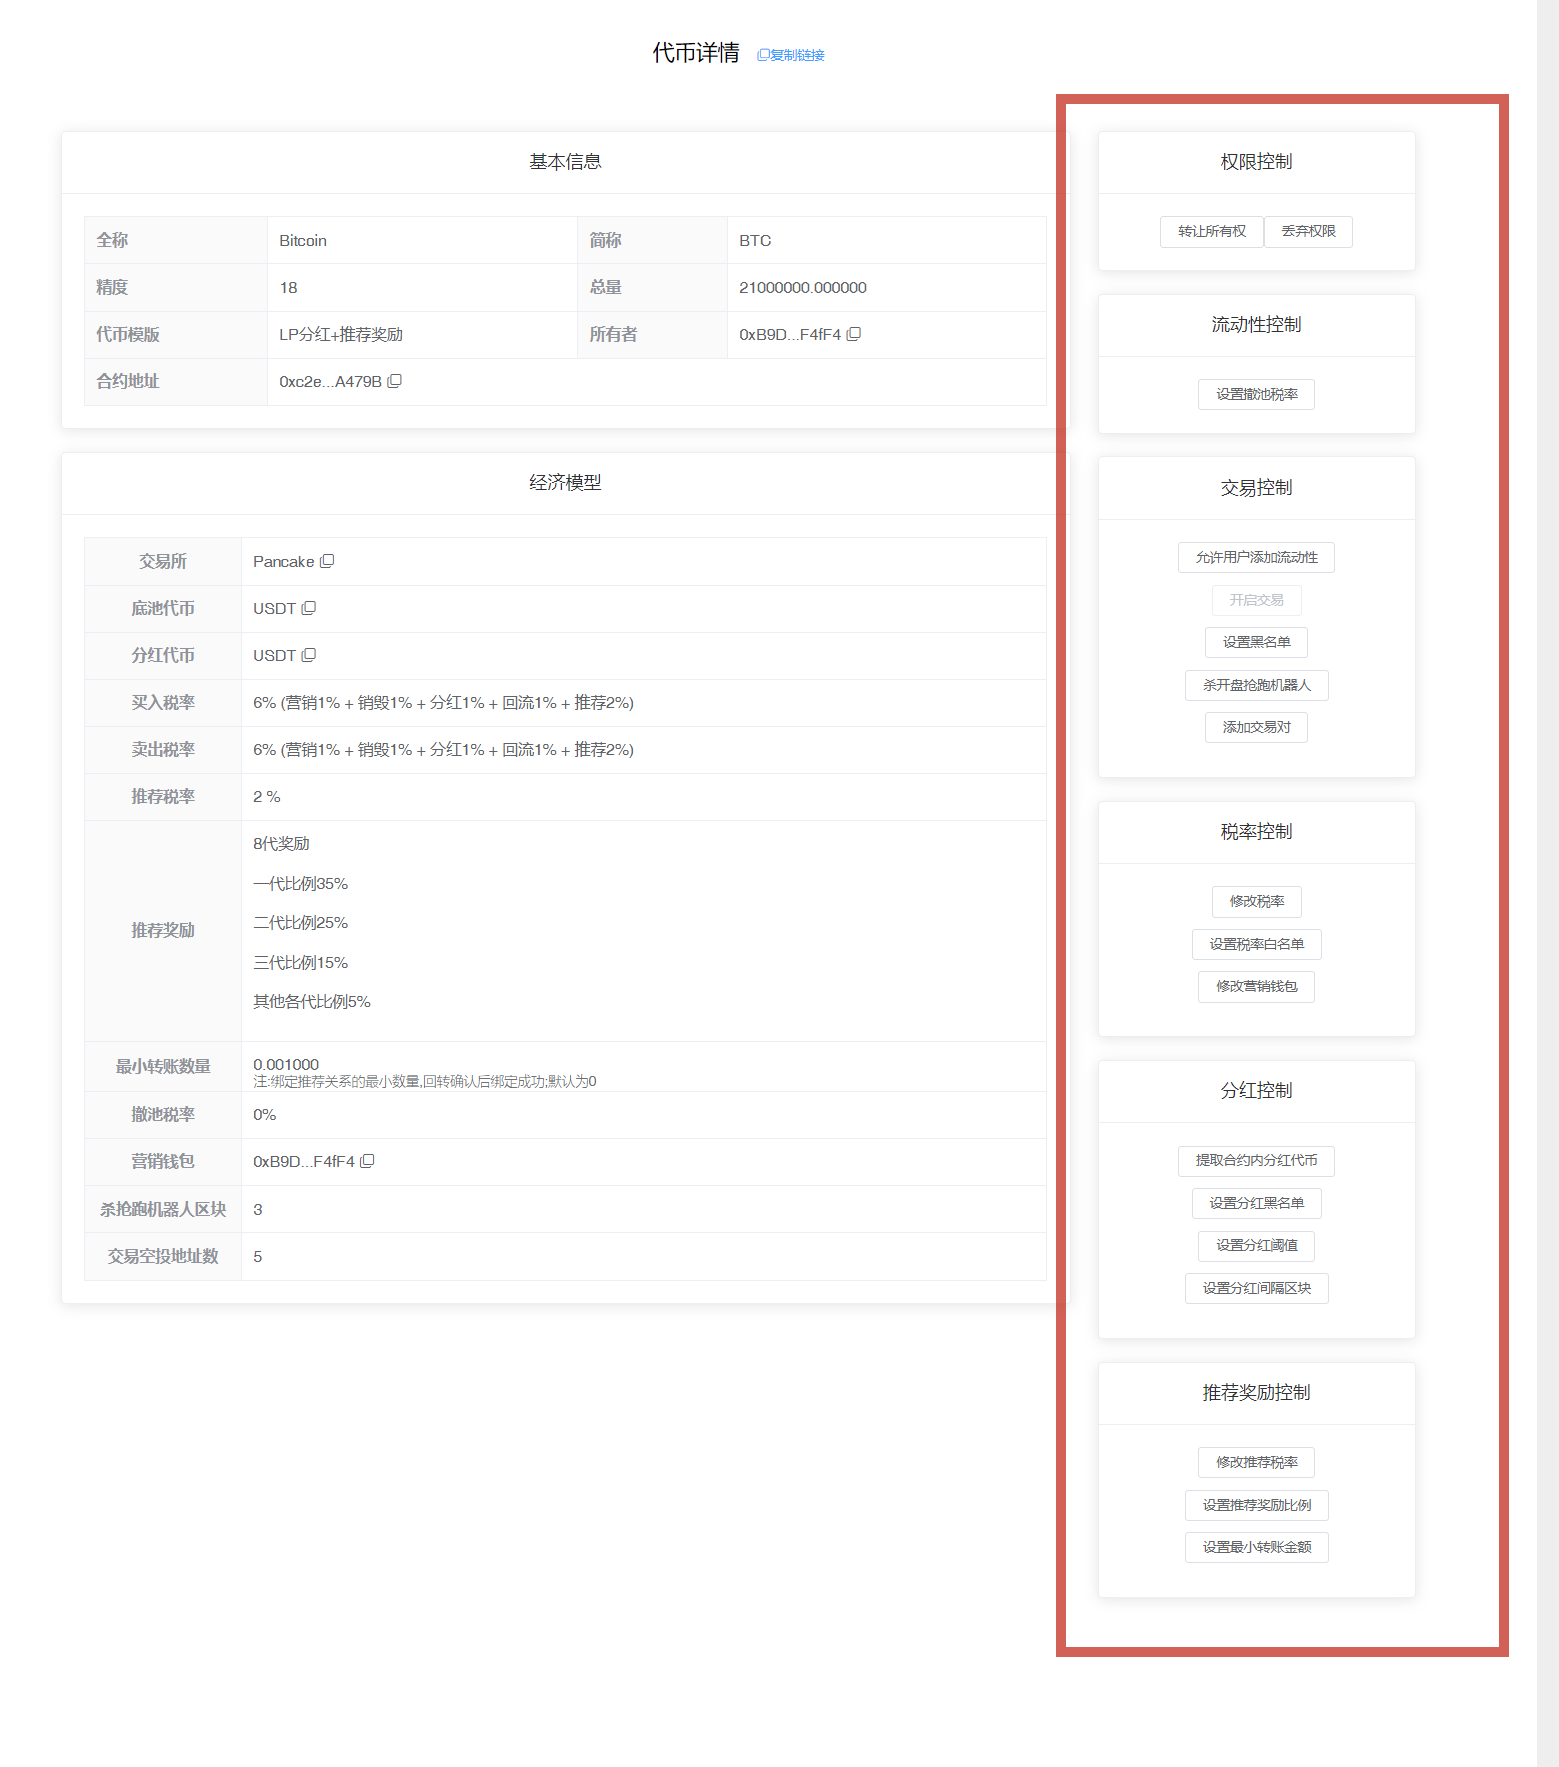 代币详情 复制链接
基本信息
全称 Bitcoin 简称 BTC
精度 18 总量 21000000.000000
代币模版 LP分红+推荐奖励 所有者 0xB9D...F4fF4
合约地址 0xc2e...A479B
经济模型
交易所 Pancake
底池代币 USDT
分红代币 USDT
买入税率 6% (营销1% + 销毁1% + 分红1% + 回流1% + 推荐2%)
卖出税率 6% (营销1% + 销毁1% + 分红1% + 回流1% + 推荐2%)
推荐税率 2 %
推荐奖励
8代奖励
一代比例35%
二代比例25%
三代比例15%
其他各代比例5%
最小转账数量 0.001000
注:绑定推荐关系的最小数量,回转确认后绑定成功;默认为0
撤池税率 0%
营销钱包 0xB9D...F4fF4
杀抢跑机器人区块 3
交易空投地址数 5
权限控制
转让所有权 丢弃权限
流动性控制
设置撤池税率
交易控制
允许用户添加流动性
开启交易
设置黑名单
杀开盘抢跑机器人
添加交易对
税率控制
修改税率
设置税率白名单
修改营销钱包
分红控制
提取合约内分红代币
设置分红黑名单
设置分红阈值
设置分红间隔区块
推荐奖励控制
修改推荐税率
设置推荐奖励比例
设置最小转账金额